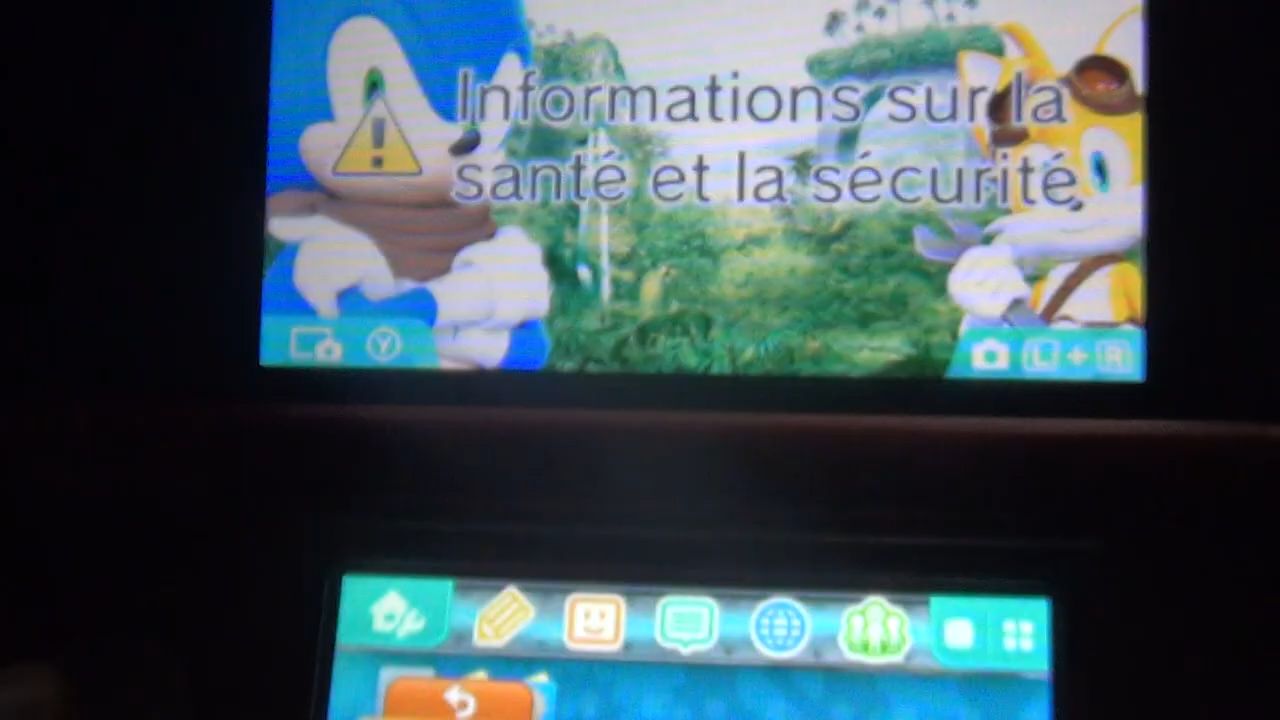 Informations sur la
santé et la sécurité
Y
L + R